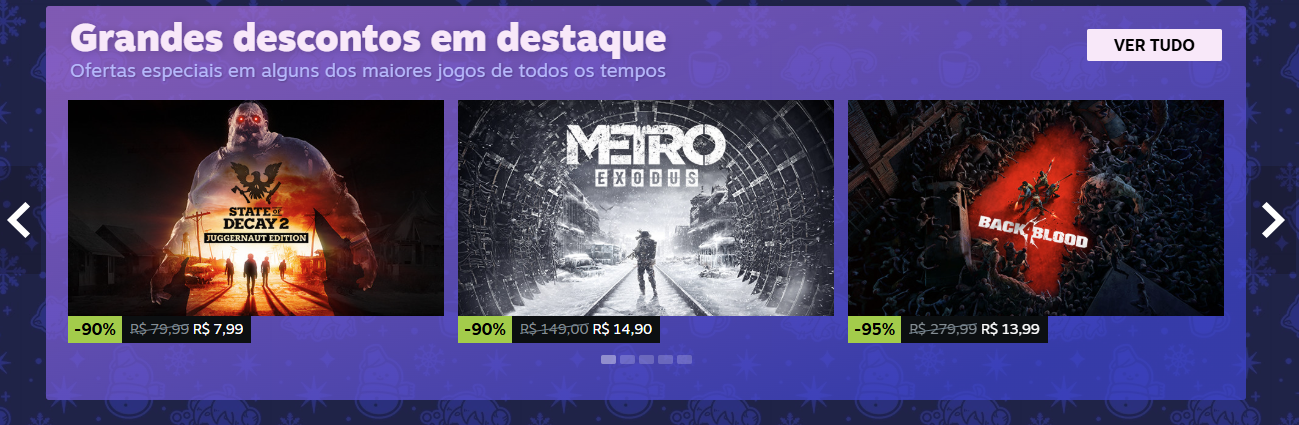 Grandes descontos em destaque
Ofertas especiais em alguns dos maiores jogos de todos os tempos
VER TUDO
STATE OF
DECAY 2
JUGGERNAUT EDITION
-90% R$ 79,99 R$ 7,99
METRO
EXODUS
-90% R$ 149,00 R$ 14,90
4
BACK BLOOD
-95% R$ 279,99 R$ 13,99